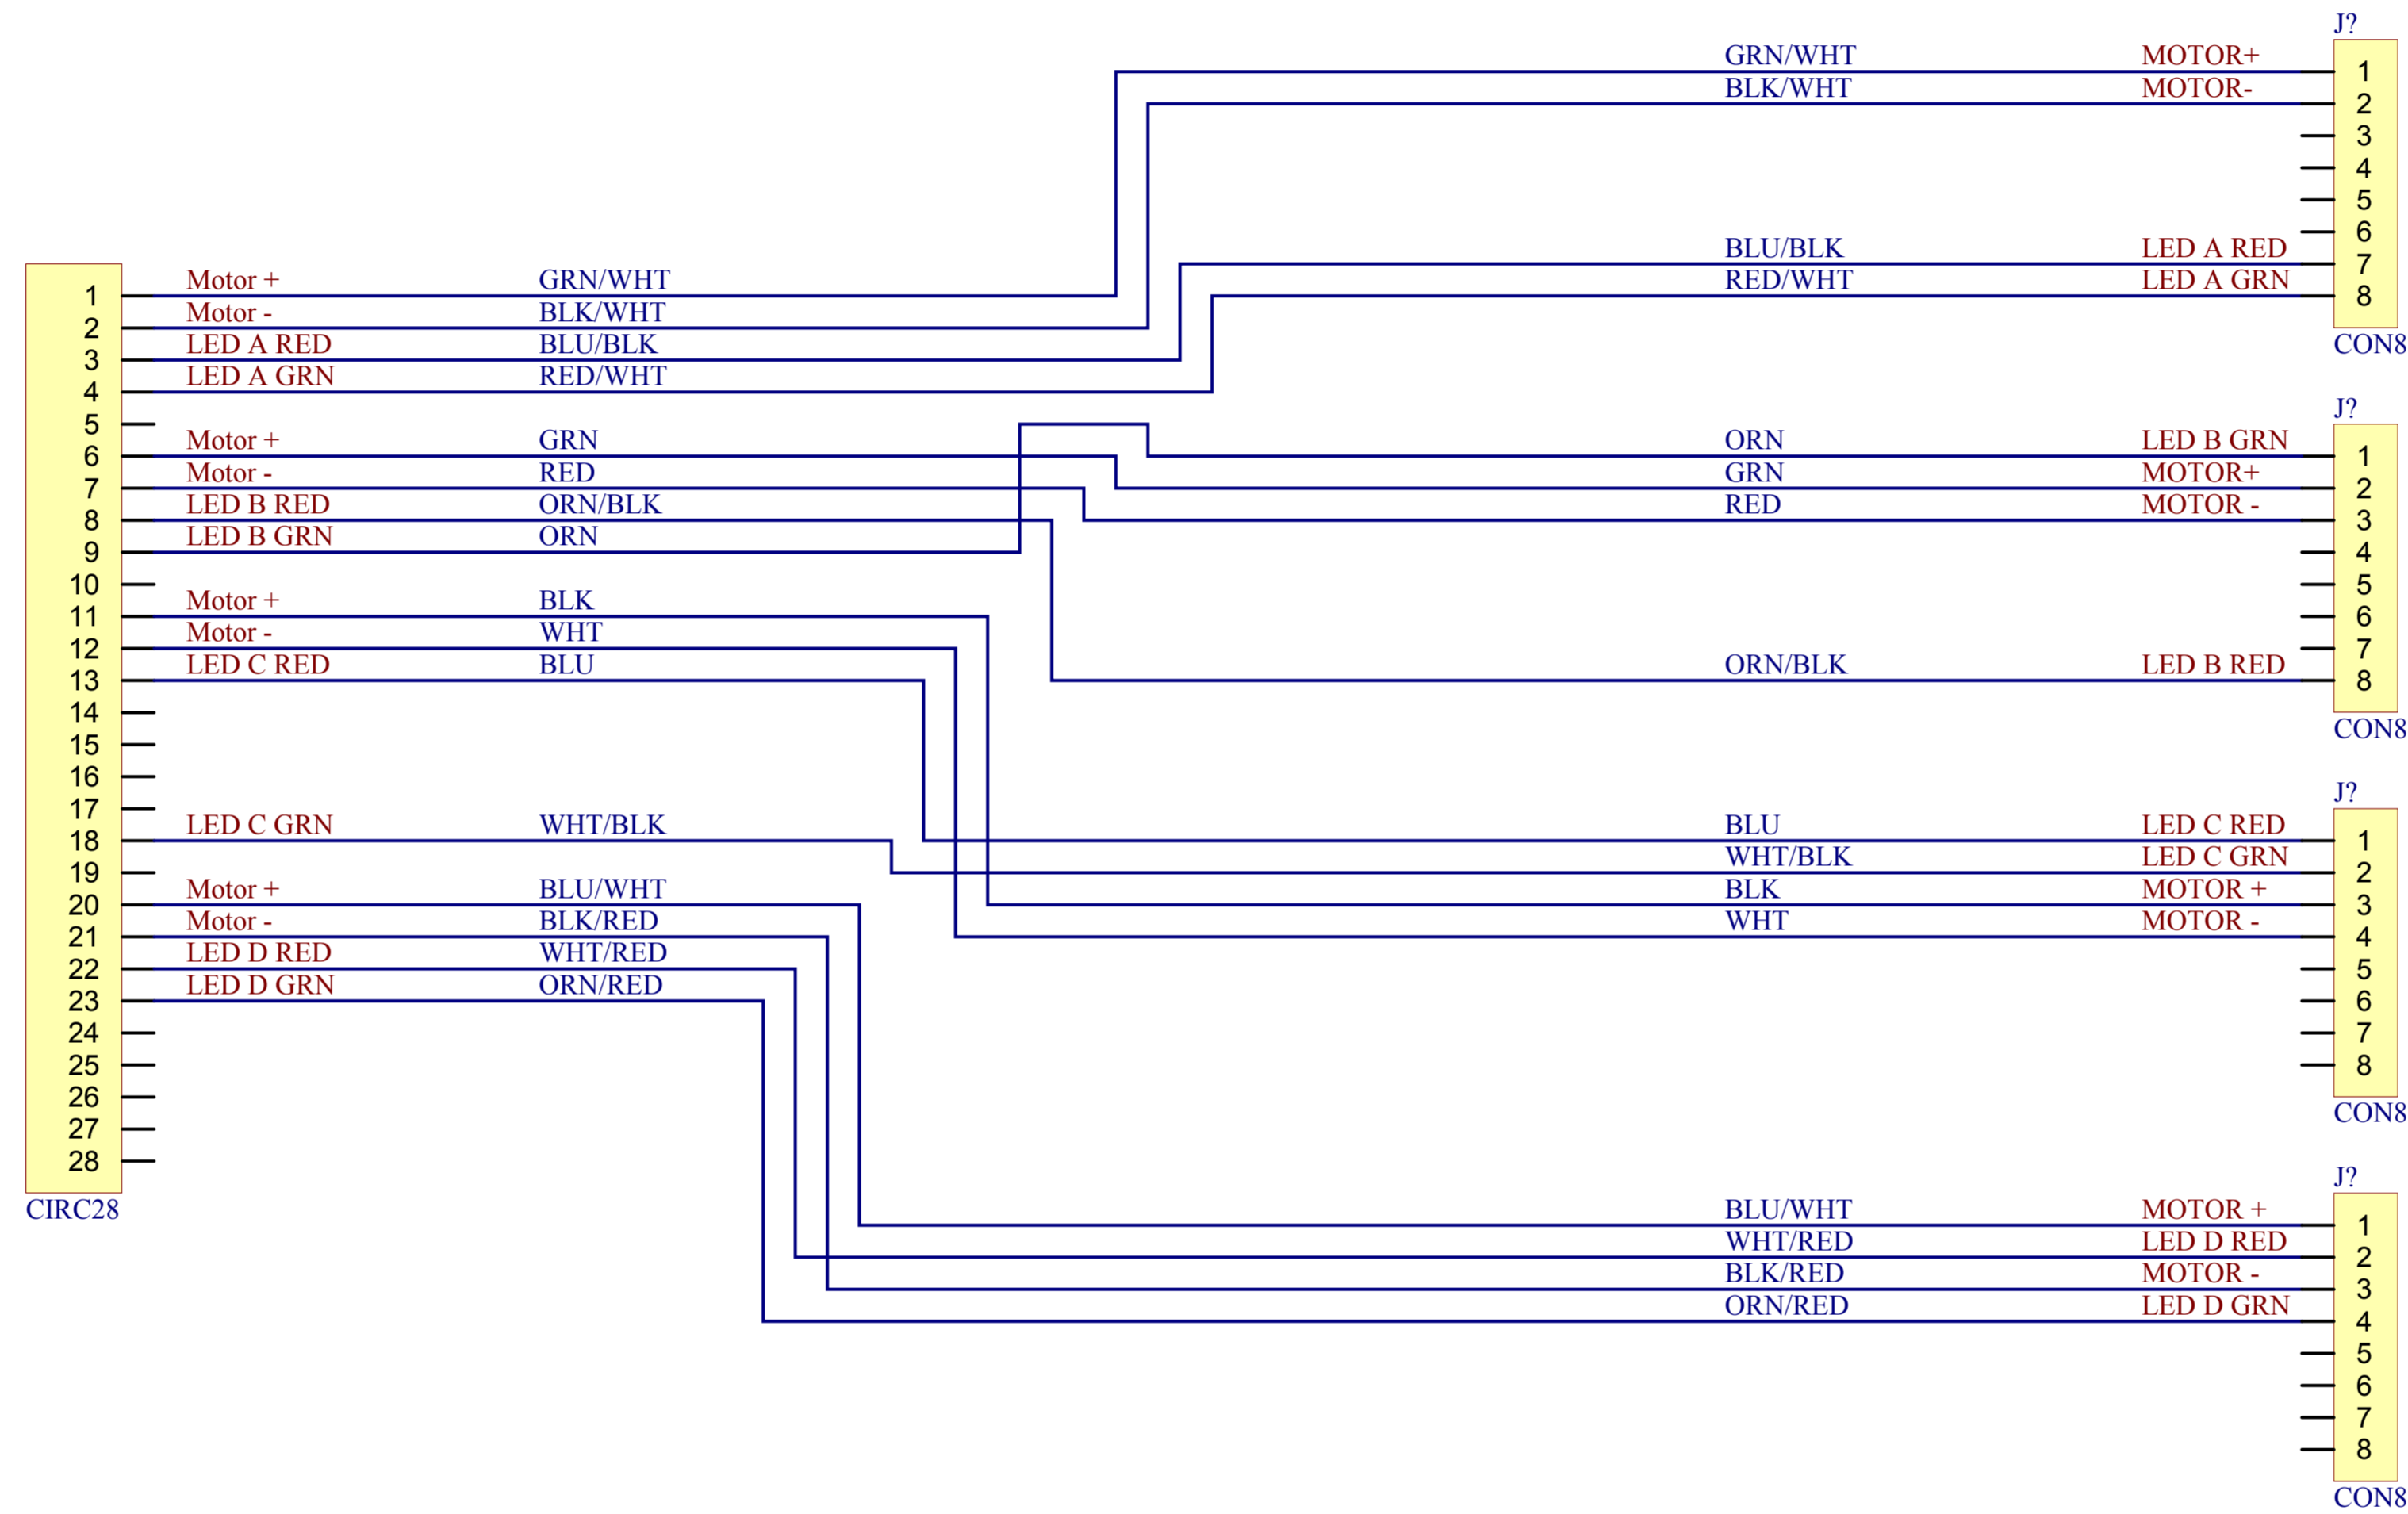 J?
GRN/WHT MOTOR+ 1
BLK/WHT MOTOR- 2
3
4
5
6
BLU/BLK LED A RED 7
RED/WHT LED A GRN 8
CON8
1 Motor + GRN/WHT
2 Motor - BLK/WHT
3 LED A RED BLU/BLK
4 LED A GRN RED/WHT
5
6 Motor + GRN
7 Motor - RED
8 LED B RED ORN/BLK
9 LED B GRN ORN
10
11 Motor + BLK
12 Motor - WHT
13 LED C RED BLU
14
15
16
17
18 LED C GRN WHT/BLK
19
20 Motor + BLU/WHT
21 Motor - BLK/RED
22 LED D RED WHT/RED
23 LED D GRN ORN/RED
24
25
26
27
28
CIRC28
J?
ORN LED B GRN 1
GRN MOTOR+ 2
RED MOTOR - 3
4
5
6
7
ORN/BLK LED B RED 8
CON8
J?
BLU LED C RED 1
WHT/BLK LED C GRN 2
BLK MOTOR + 3
WHT MOTOR - 4
5
6
7
8
CON8
J?
BLU/WHT MOTOR + 1
WHT/RED LED D RED 2
BLK/RED MOTOR - 3
ORN/RED LED D GRN 4
5
6
7
8
CON8